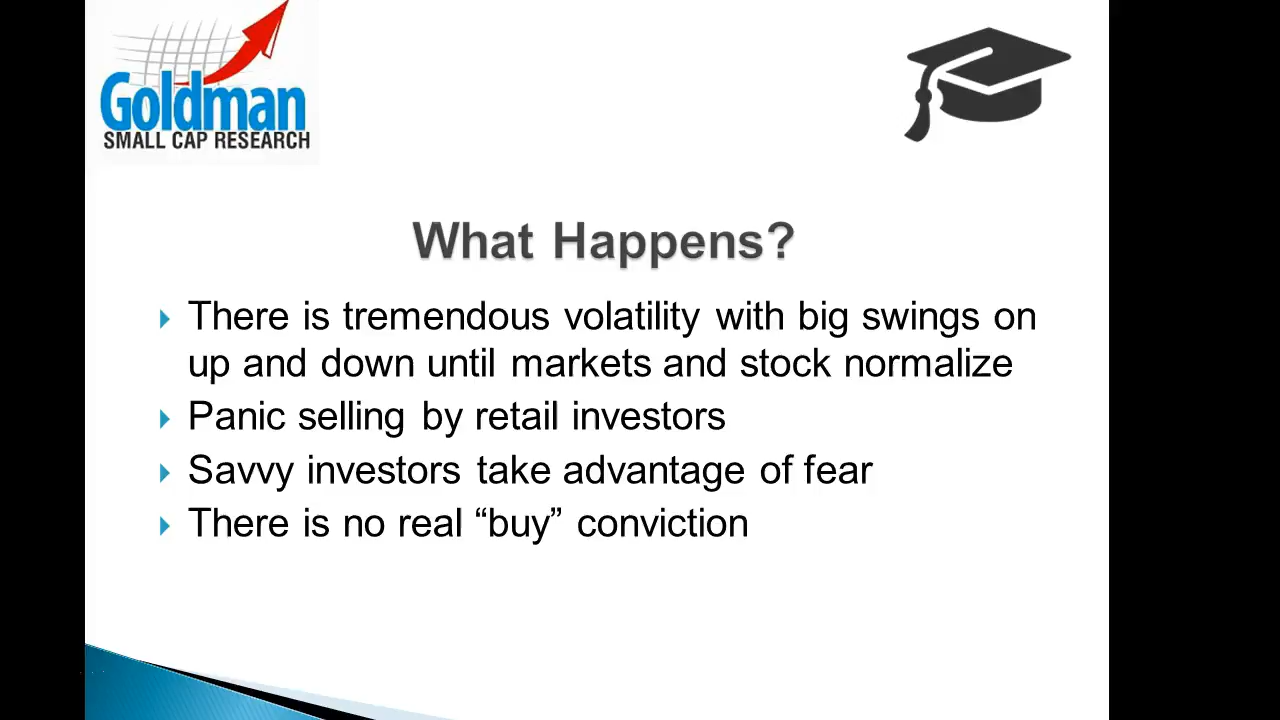 Goldman
SMALL CAP RESEARCH
What Happens?
There is tremendous volatility with big swings on
up and down until markets and stock normalize
Panic selling by retail investors
Savvy investors take advantage of fear
There is no real “buy” conviction